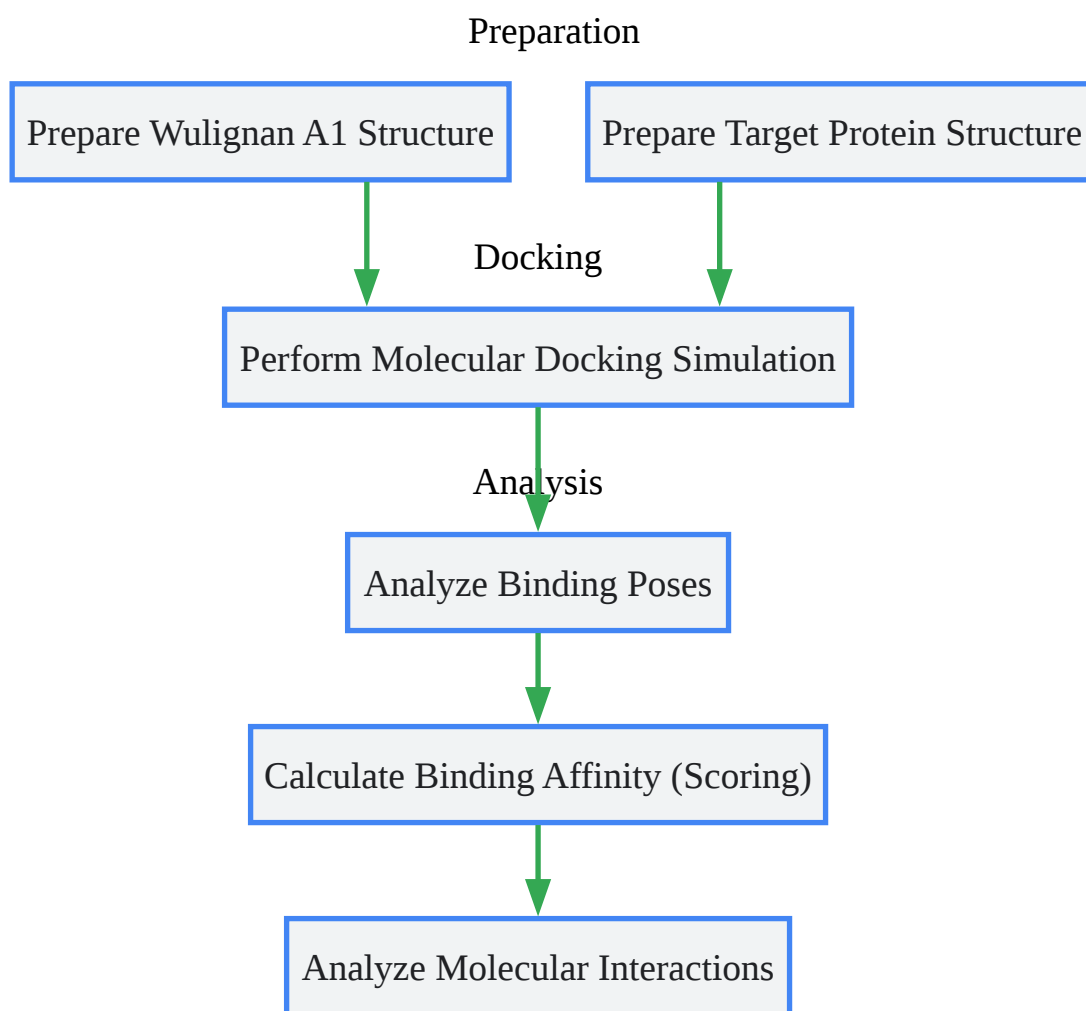 Preparation
Prepare Wulignan A1 Structure
Prepare Target Protein Structure
Docking
Perform Molecular Docking Simulation
Analysis
Analyze Binding Poses
Calculate Binding Affinity (Scoring)
Analyze Molecular Interactions